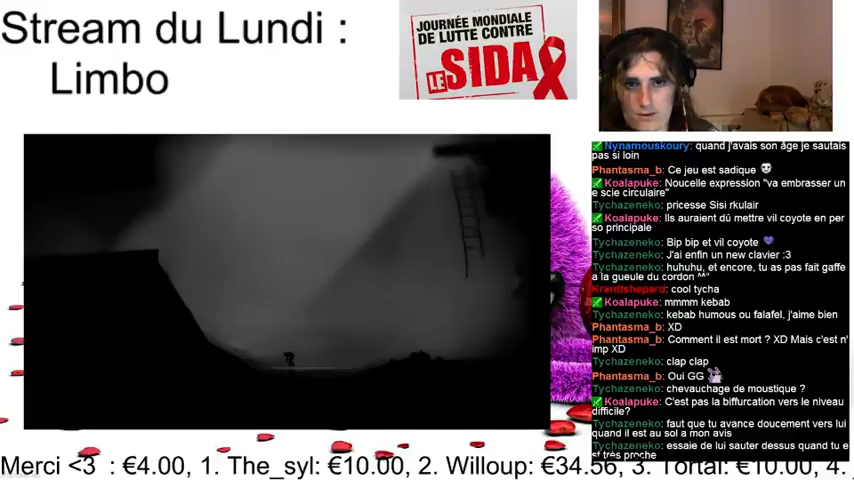 Stream du Lundi :
Limbo
JOURNÉE MONDIALE
DE LUTTE CONTRE
LE SIDA
Nynamouskoury: quand j'avais son âge je sautais
pas si loin
Phantasma_b: Ce jeu est sadique
Koalapuke: Noucelle expression "va embrasser un
e scie circulaire"
Tychazeneko: pricesse Sisi rkulair
Koalapuke: Ils auraient dû mettre vil coyote en per
so principale
Tychazeneko: Bip bip et vil coyote
Tychazeneko: J'ai enfin un new clavier :3
Tychazeneko: huhuhu, et encore, tu as pas fait gaffe
a la gueule du cordon ^^"
Kranttshepard: cool tycha
Koalapuke: mmmm kebab
Tychazeneko: kebab humous ou falafel, j'aime bien
Phantasma_b: XD
Phantasma_b: Comment il est mort ? XD Mais c'est n'
imp XD
Tychazeneko: clap clap
Phantasma_b: Oui GG
Tychazeneko: chevauchage de moustique ?
Koalapuke: C'est pas la biffurcation vers le niveau
difficile?
Tychazeneko: faut que tu avance doucement vers lui
quand il est au sol a mon avis
Tychazeneko: essaie de lui sauter dessus quand tu e
st très proche
Merci <3 : €4.00, 1. The_syl: €10.00, 2. Willoup: €34.56, 3. Tortal: €10.00, 4.